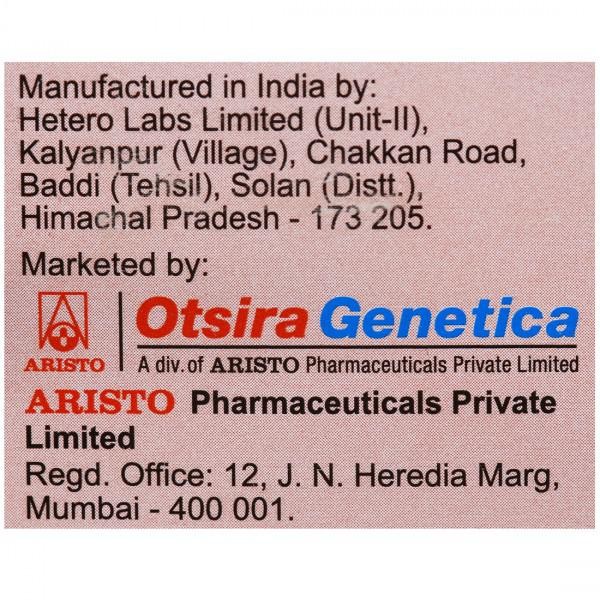 Manufactured in India by:
Hetero Labs Limited (Unit-II),
Kalyanpur (Village), Chakkan Road,
Baddi (Tehsil), Solan (Distt.),
Himachal Pradesh - 173 205.
Marketed by:
ARISTO
Otsira Genetica
A div. of ARISTO Pharmaceuticals Private Limited
ARISTO Pharmaceuticals Private
Limited
Regd. Office: 12, J. N. Heredia Marg,
Mumbai - 400 001.